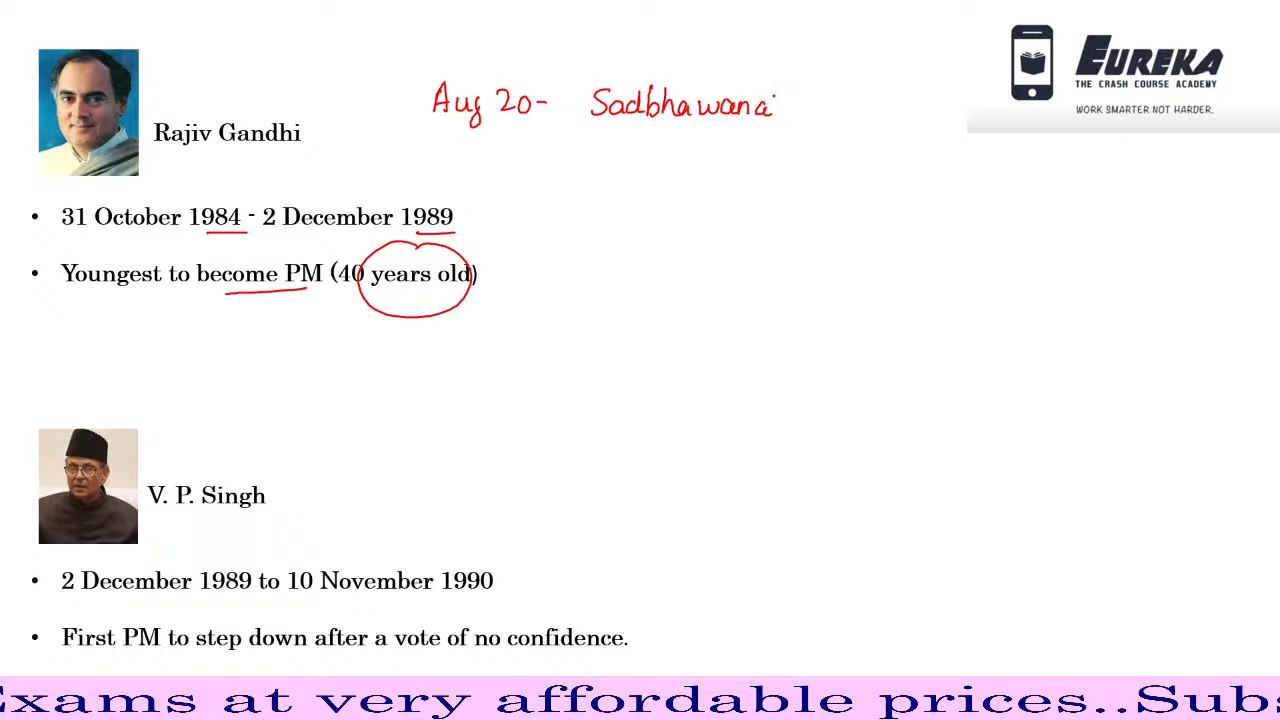 EUREKA
THE CRASH COURSE ACADEMY
WORK SMARTER NOT HARDER.
Aug 20- Sadbhawana
Rajiv Gandhi
• 31 October 1984 - 2 December 1989
• Youngest to become PM (40 years old)
V. P. Singh
• 2 December 1989 to 10 November 1990
• First PM to step down after a vote of no confidence.
Exams at very affordable prices..Subs